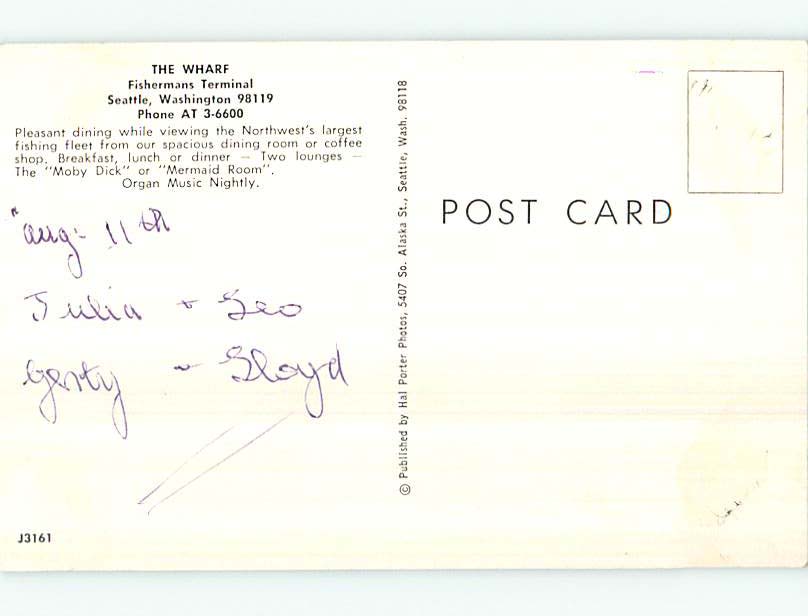 THE WHARF
Fishermans Terminal
Seattle, Washington 98119
Phone AT 3-6600
Pleasant dining while viewing the Northwest's largest
fishing fleet from our spacious dining room or coffee
shop. Breakfast, lunch or dinner — Two lounges —
The "Moby Dick" or "Mermaid Room".
Organ Music Nightly.
"aug- 11th
Julia + Geo
Gerty - Gloyd
J3161
© Published by Hal Porter Photos, 5407 So. Alaska St., Seattle, Wash. 98118
POST CARD